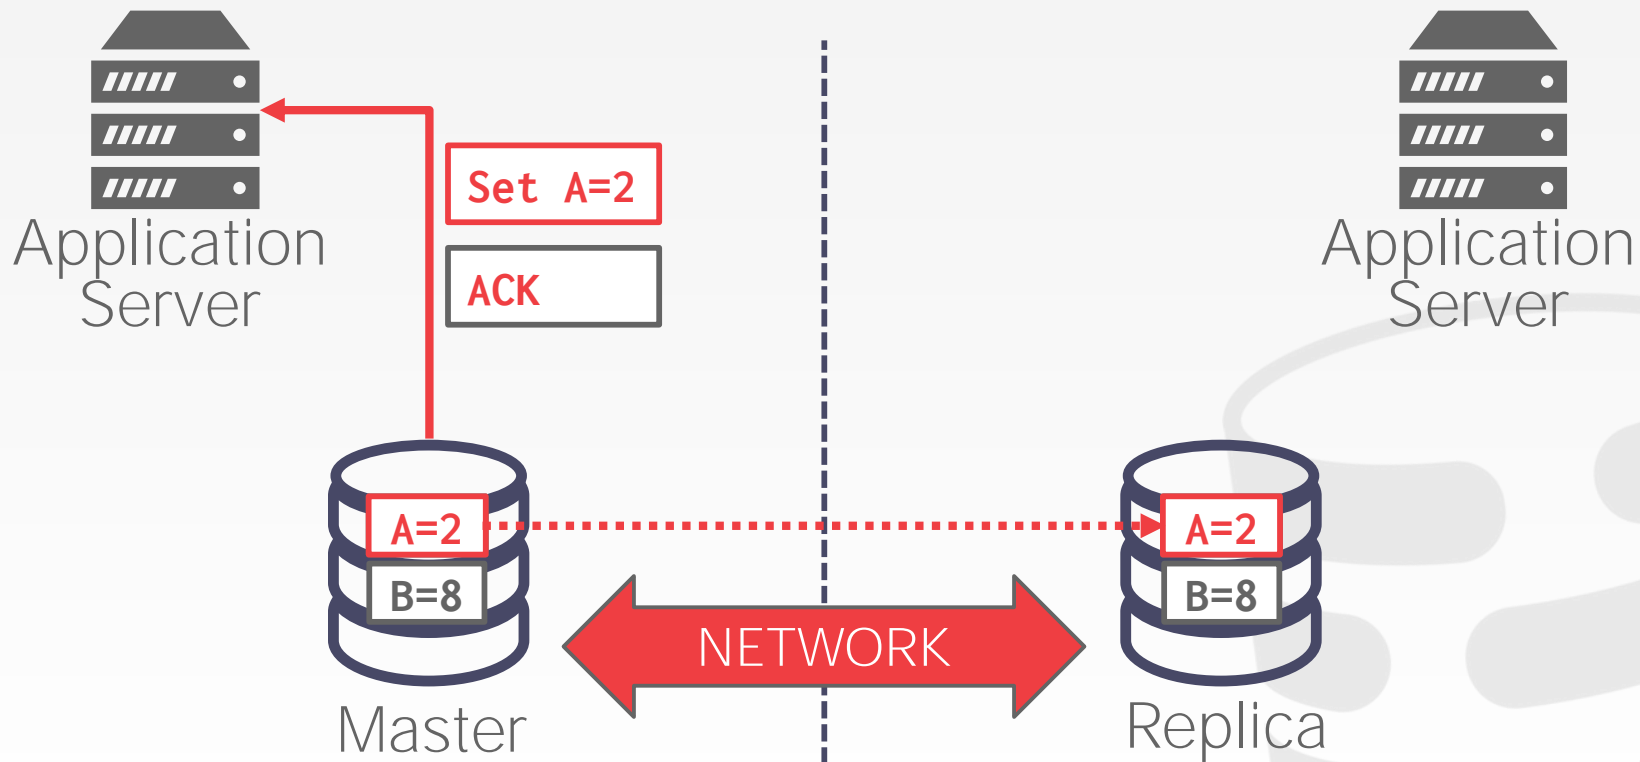 Application
Server
Set A=2
ACK
Application
Server
A=2
B=8
A=2
B=8
NETWORK
Master
Replica